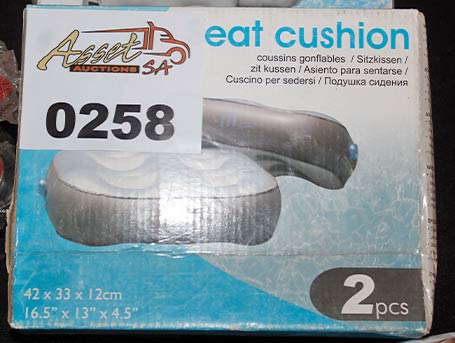 Asset
AUCTIONS SA
0258
eat cushion
coussins gonflables / Sitzkissen /
zit kussen / Asiento para sentarse /
Cuscino per sedersi / Подушка сидения
42 x 33 x 12cm
16.5" x 13" x 4.5"
2pcs